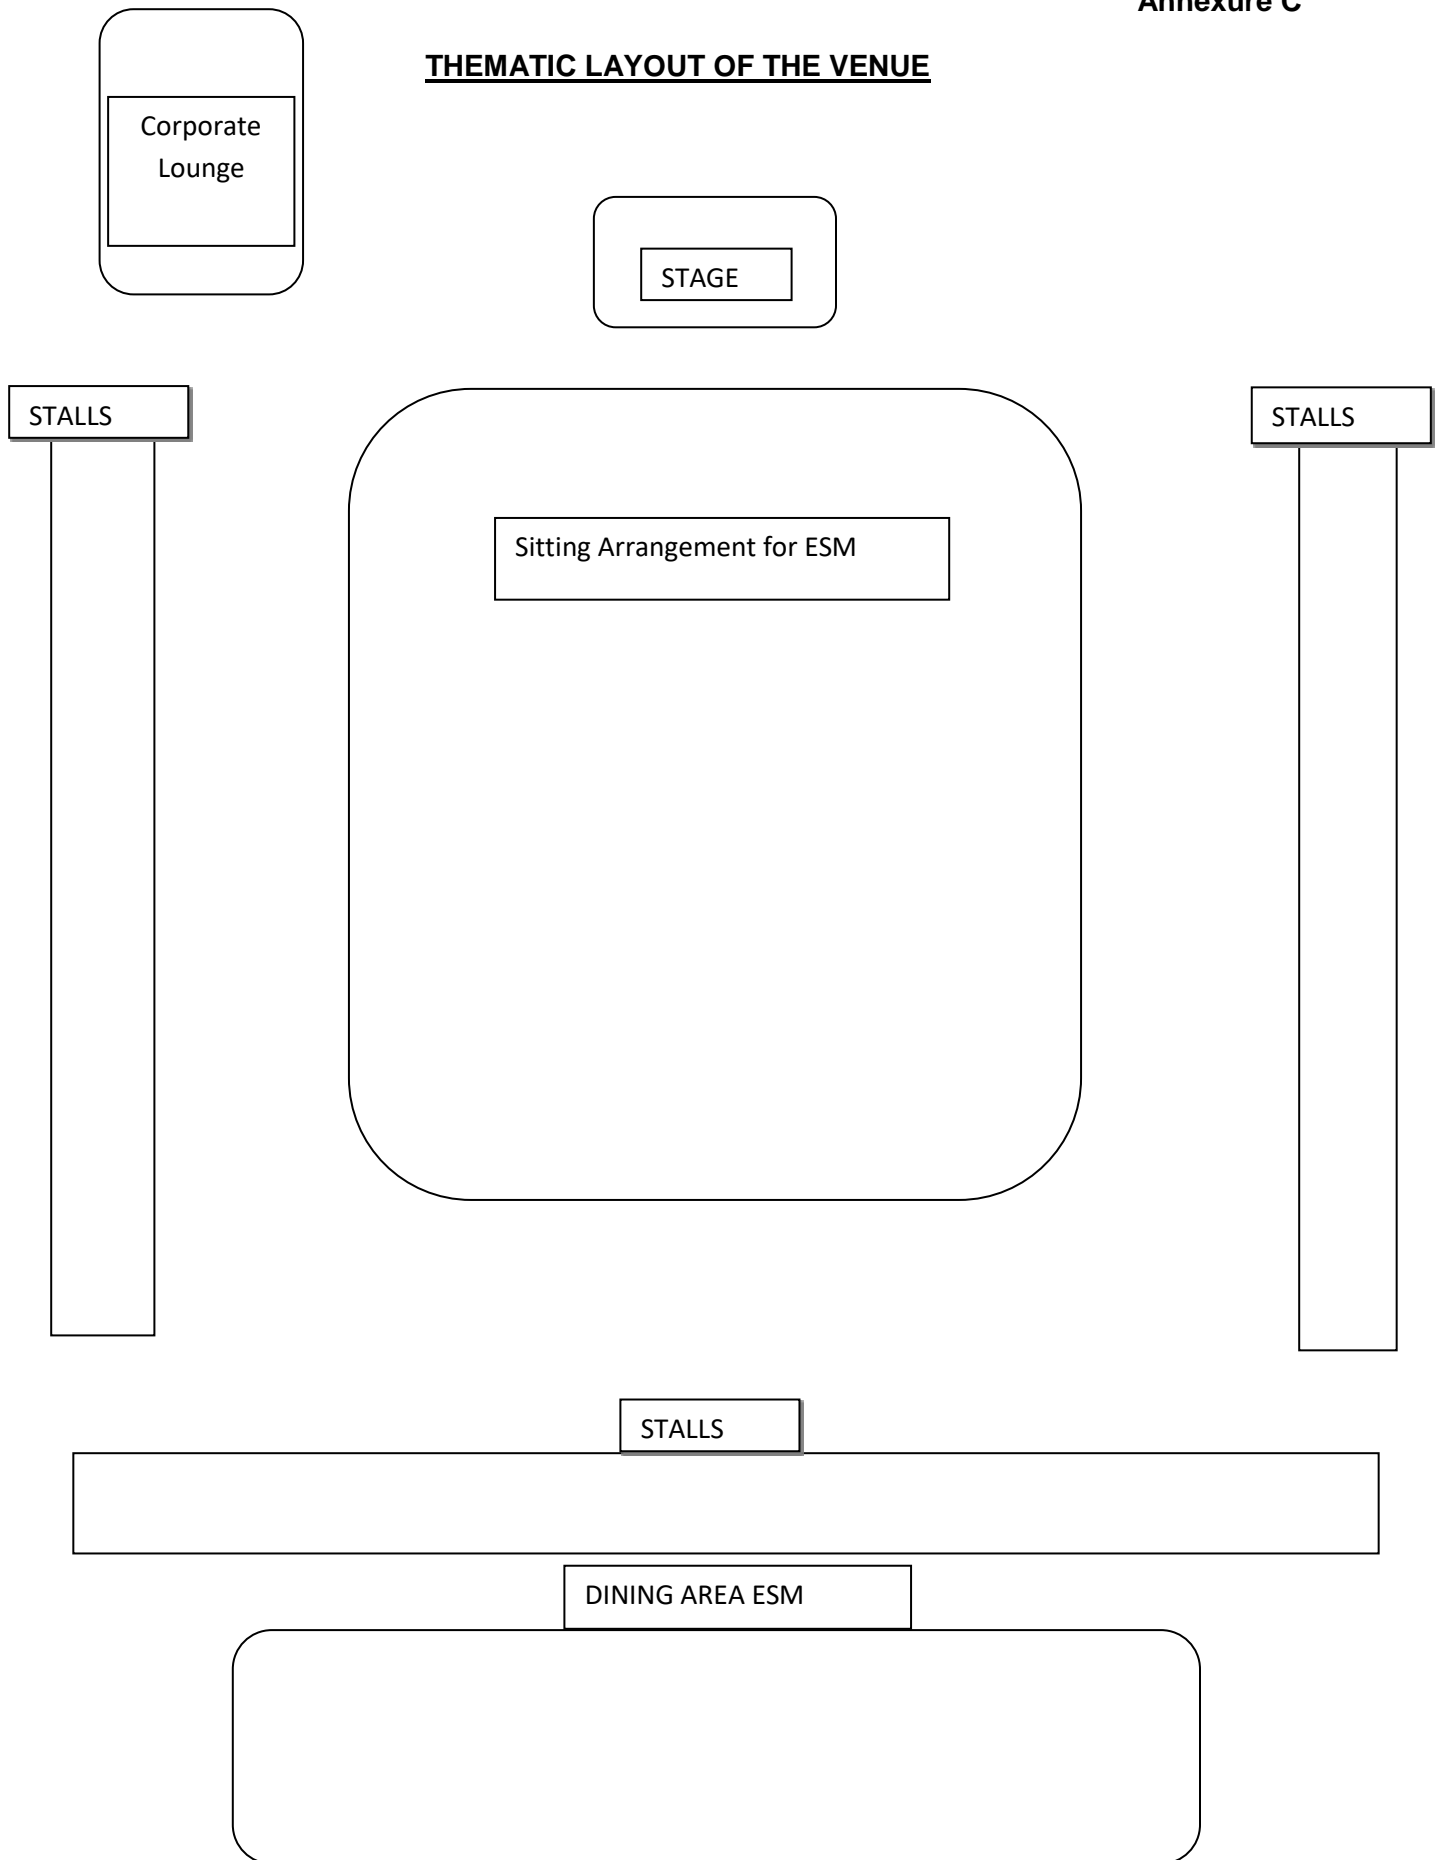 Annexure C
THEMATIC LAYOUT OF THE VENUE
Corporate
Lounge
STAGE
STALLS
STALLS
Sitting Arrangement for ESM
STALLS
DINING AREA ESM